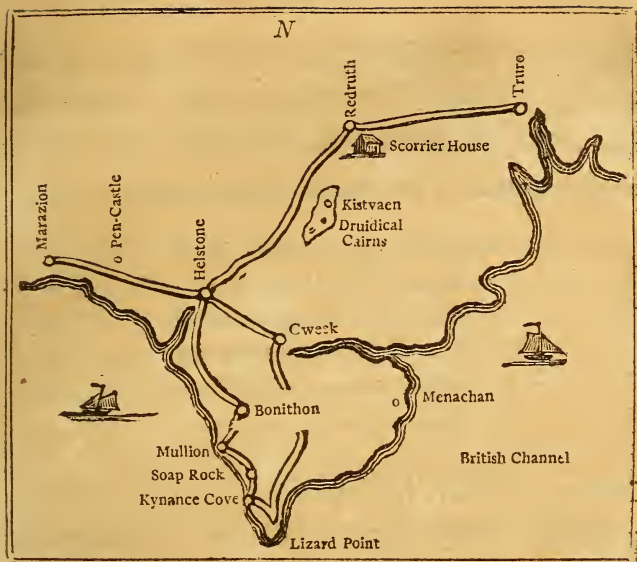 N
Redruth
Truro
Scorrier House
Marazion
Pen-Castle
Helstone
Kistvaen
Druidical
Cairns
Cweek
Bonithon
Menachan
Mullion
Soap Rock
Kynance Cove
British Channel
Lizard Point